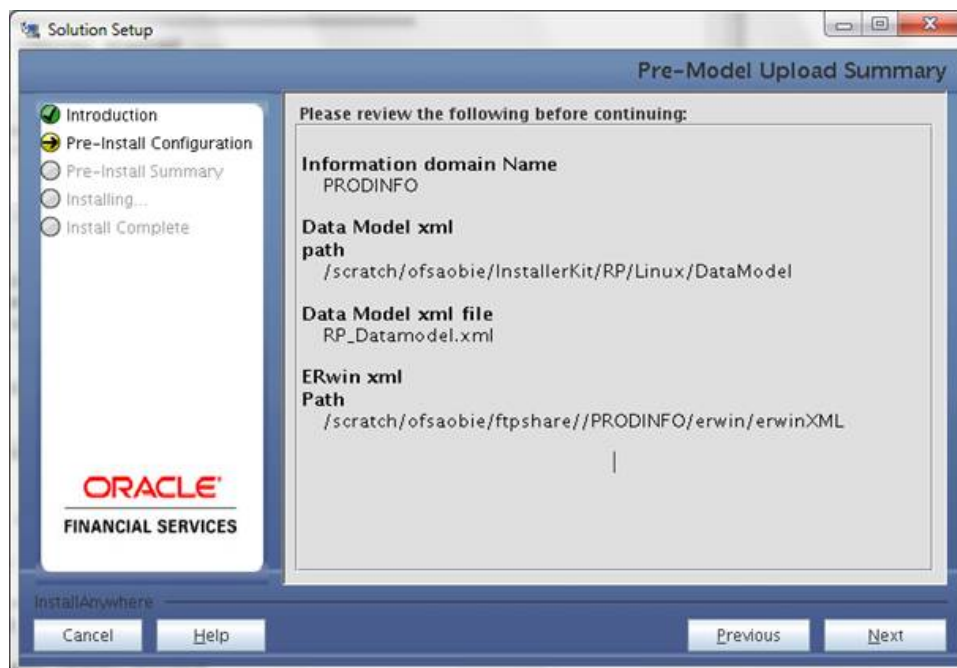 Solution Setup
Pre-Model Upload Summary
Introduction
Pre-Install Configuration
Pre-Install Summary
Installing...
Install Complete
ORACLE
FINANCIAL SERVICES
Please review the following before continuing:
Information domain Name
PRODINFO
Data Model xml
path
/scratch/ofsaobie/InstallerKit/RP/Linux/DataModel
Data Model xml file
RP_Datamodel.xml
ERwin xml
Path
/scratch/ofsaobie/ftpshare//PRODINFO/erwin/erwinXML
InstallAnywhere
Cancel
Help
Previous
Next